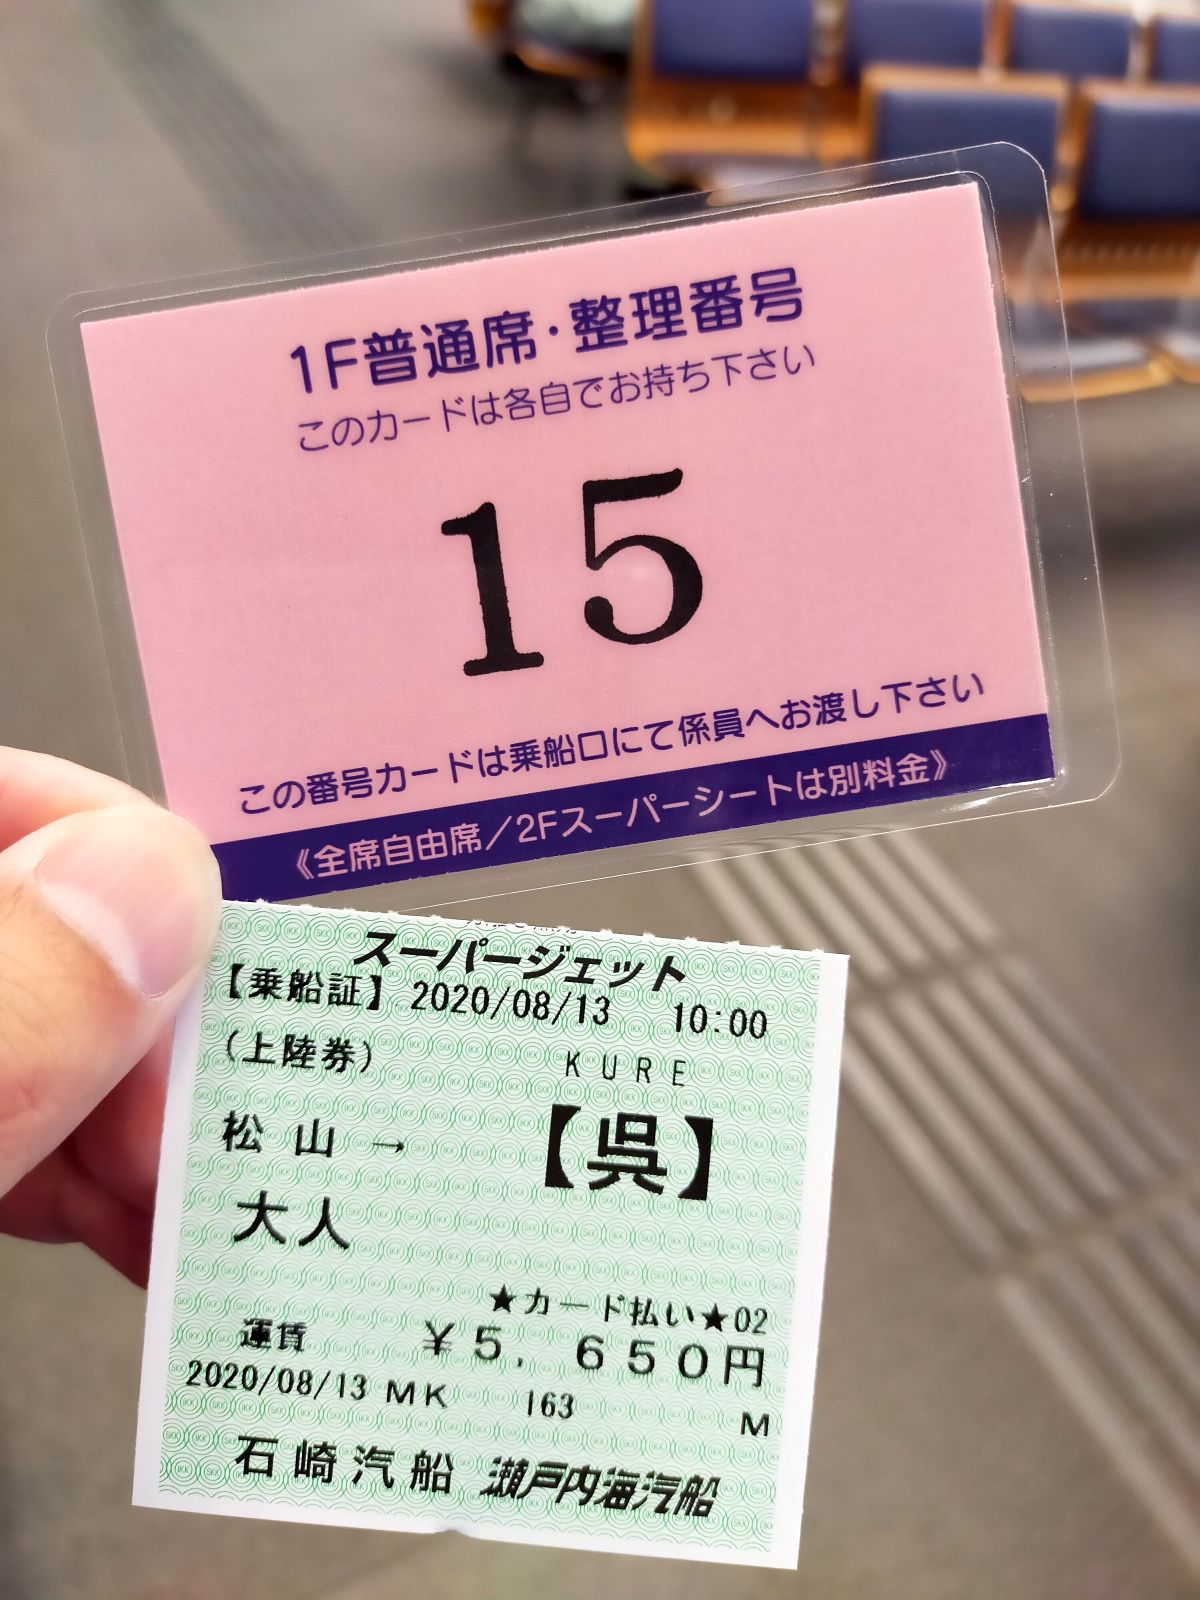 1F普通席・整理番号
このカードは各自でお持ち下さい
15
この番号カードは乗船口にて係員へお渡し下さい
《全席自由席／2Fスーパーシートは別料金》
スーパージェット
【乗船証】 2020/08/13 10:00
(上陸券) KURE
松山→ 【呉】
大人
★カード払い★02
運賃 ¥5,650円
2020/08/13 MK 163 M
石崎汽船 瀬戸内海汽船